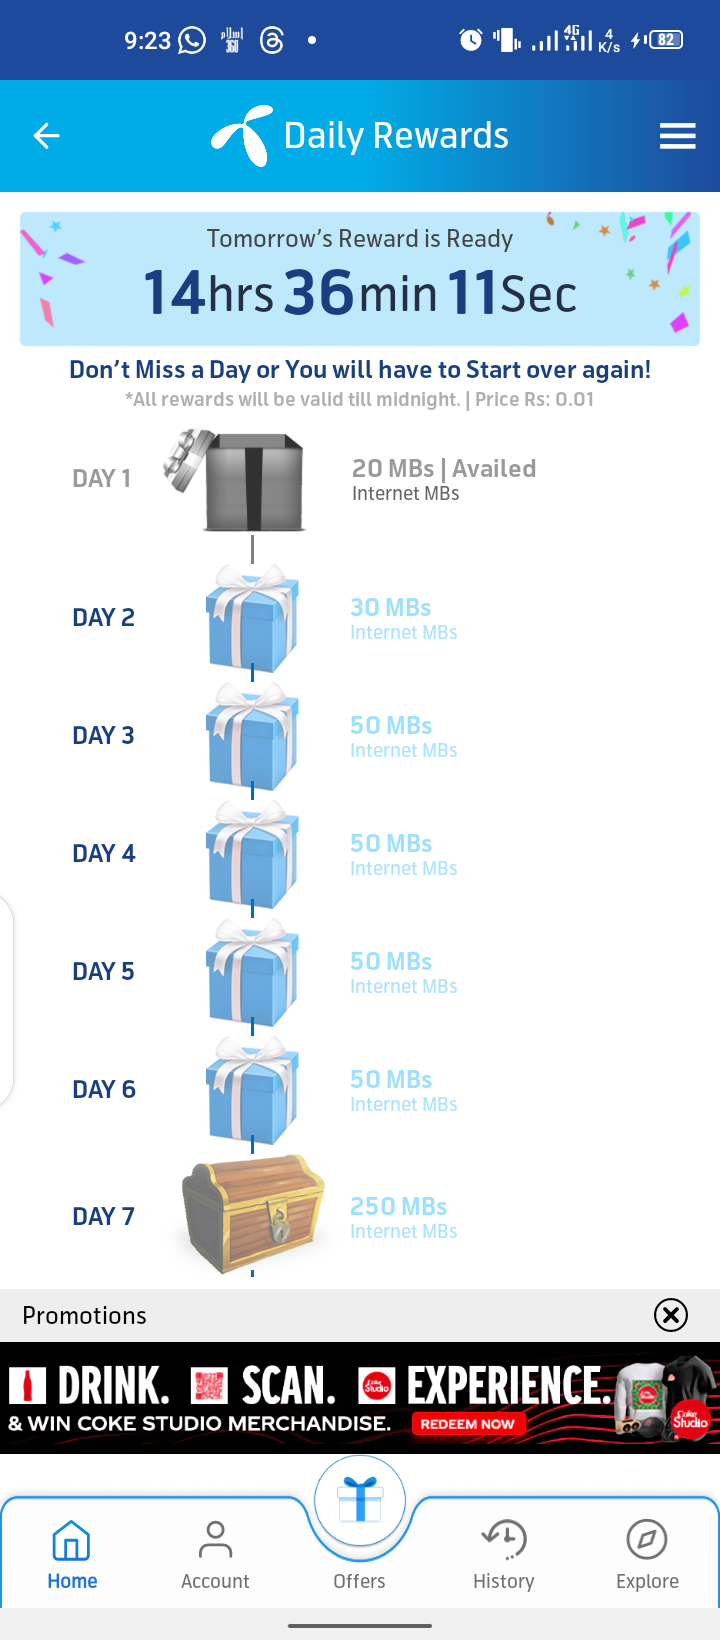 9:23
اسلام
360
4G
4
K/s
82
Daily Rewards
Tomorrow's Reward is Ready
14hrs 36min 11Sec
Don't Miss a Day or You will have to Start over again!
*All rewards will be valid till midnight. | Price Rs: 0.01
DAY 1
20 MBs | Availed
Internet MBs
DAY 2
30 MBs
Internet MBs
DAY 3
50 MBs
Internet MBs
DAY 4
50 MBs
Internet MBs
DAY 5
50 MBs
Internet MBs
DAY 6
50 MBs
Internet MBs
DAY 7
250 MBs
Internet MBs
Promotions
DRINK. SCAN. Coke Studio EXPERIENCE.
& WIN COKE STUDIO MERCHANDISE. REDEEM NOW
Coke Studio
Home Account Offers History Explore